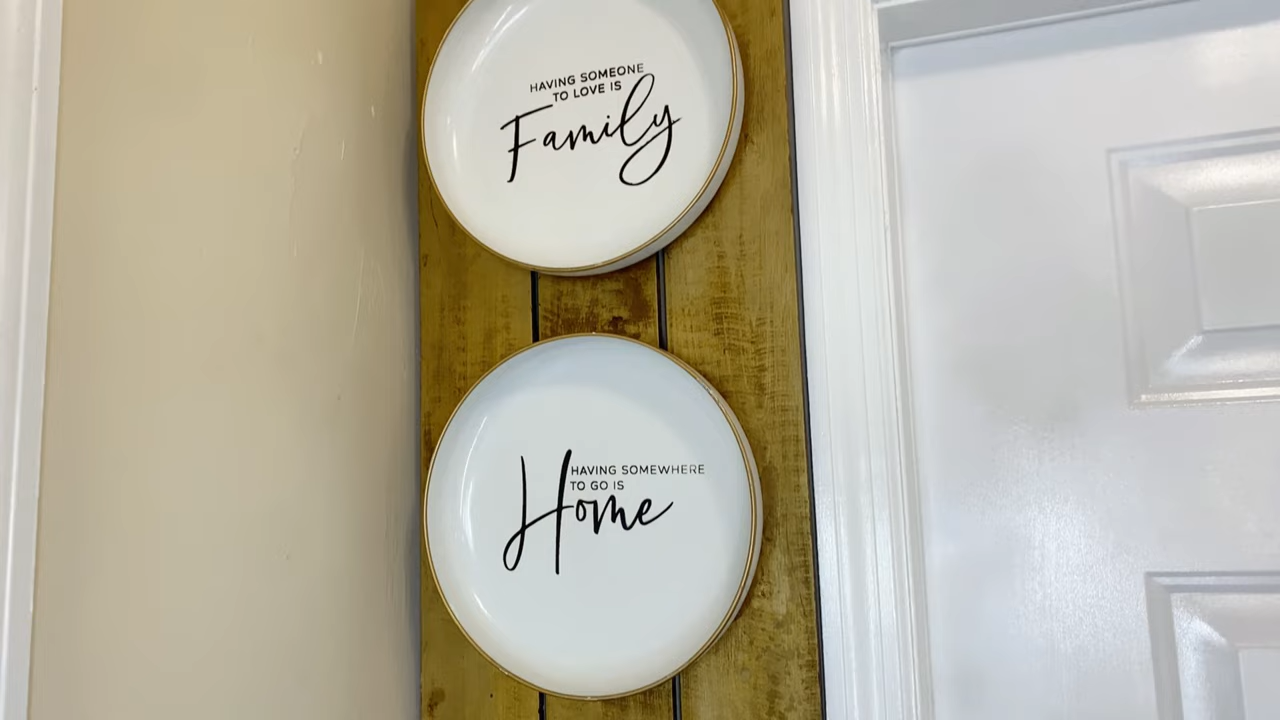 HAVING SOMEONE
TO LOVE IS
Family
HAVING SOMEWHERE
TO GO IS
Home